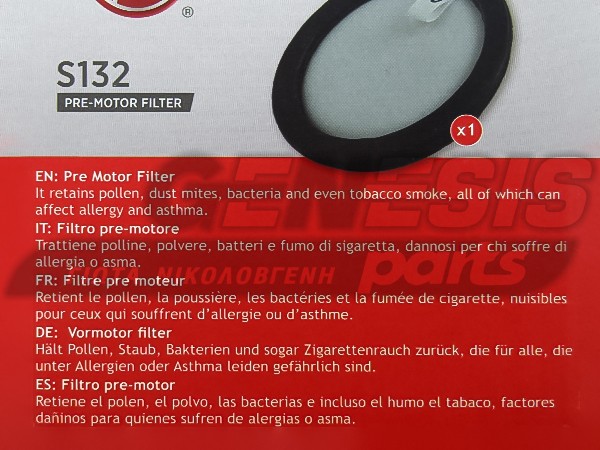 ®
S132
PRE-MOTOR FILTER
x1
EN: Pre Motor Filter
It retains pollen, dust mites, bacteria and even tobacco smoke, all of which can
affect allergy and asthma.
IT: Filtro pre-motore
Trattiene polline, polvere, batteri e fumo di sigaretta, dannosi per chi soffre di
allergia o asma.
FR: Filtre pre moteur
Retient le pollen, la poussière, les bactéries et la fumée de cigarette, nuisibles
pour ceux qui souffrent d'allergie ou d'asthme.
DE: Vormotor filter
Hält Pollen, Staub, Bakterien und sogar Zigarettenrauch zurück, die für alle, die
unter Allergien oder Asthma leiden gefährlich sind.
ES: Filtro pre-motor
Retiene el polen, el polvo, las bacterias e incluso el humo el tabaco, factores
dañinos para quienes sufren de alergias o asma.
GENESIS
parts
ΓΙΩΤΑ ΝΙΚΟΛΟΒΓΕΝΗ